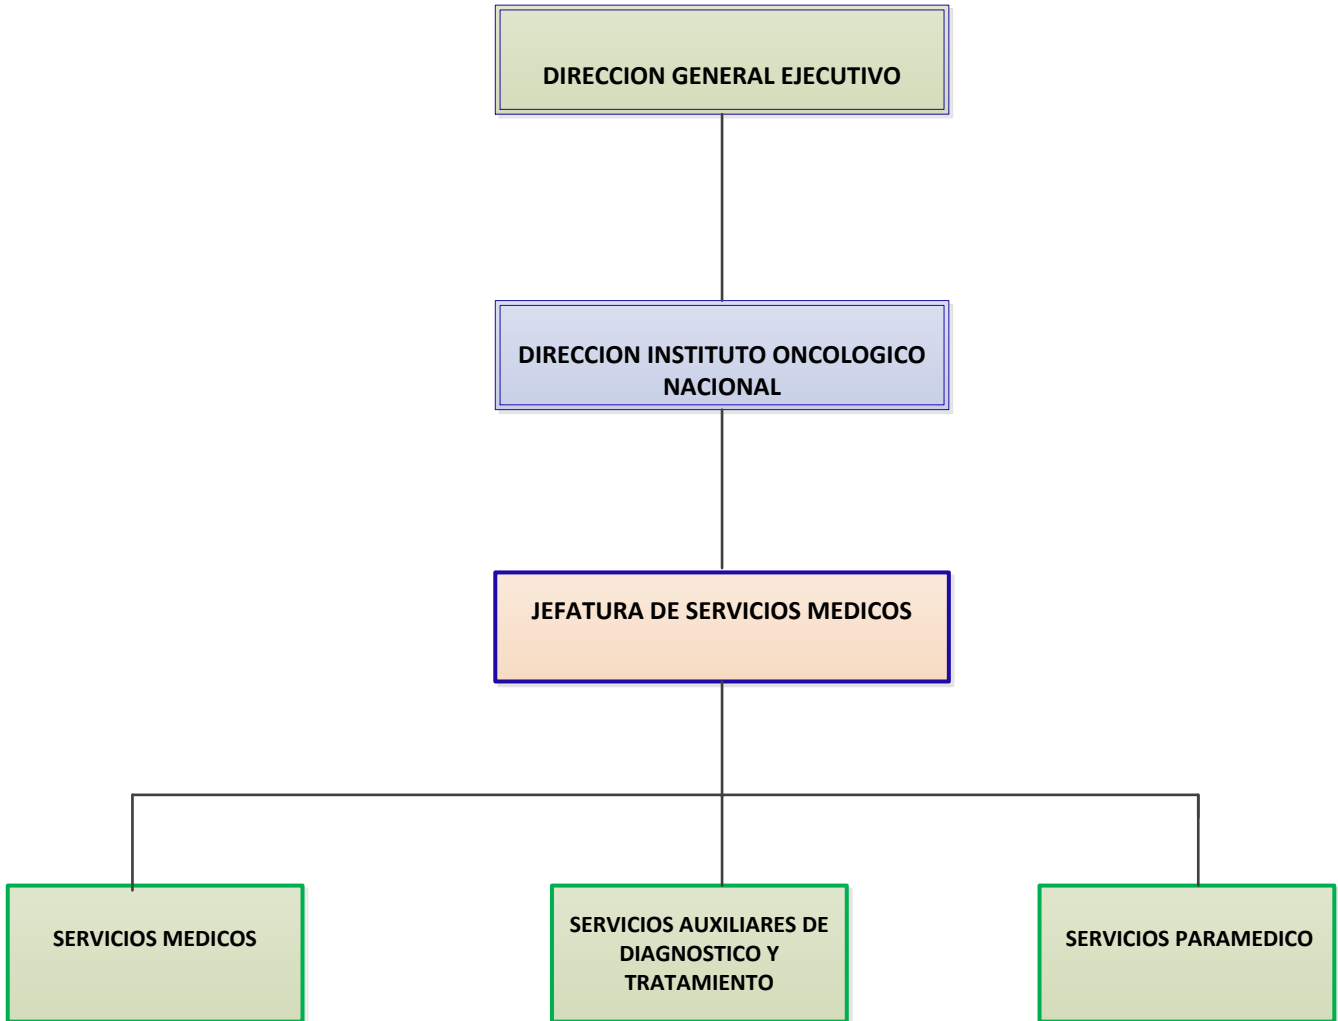 DIRECCION GENERAL EJECUTIVO
DIRECCION INSTITUTO ONCOLOGICO
NACIONAL
JEFATURA DE SERVICIOS MEDICOS
SERVICIOS MEDICOS
SERVICIOS AUXILIARES DE
DIAGNOSTICO Y
TRATAMIENTO
SERVICIOS PARAMEDICO